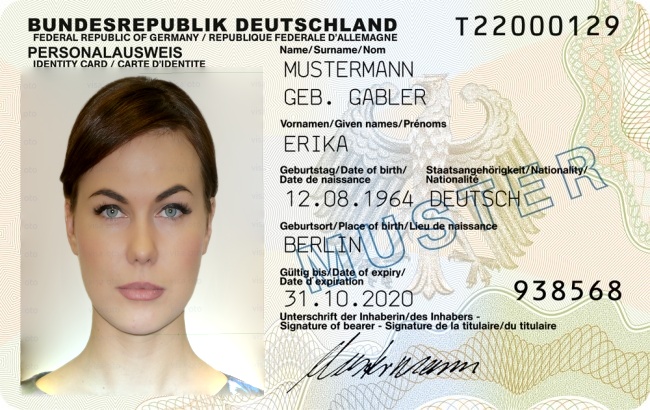 BUNDESREPUBLIK DEUTSCHLAND
FEDERAL REPUBLIC OF GERMANY / REPUBLIQUE FEDERALE D'ALLEMAGNE
PERSONALAUSWEIS
IDENTITY CARD / CARTE D'IDENTITE
T22000129
Name/Surname/Nom
MUSTERMANN
GEB. GABLER
Vornamen/Given names/Prénoms
ERIKA
Geburtstag/Date of birth/
Date de naissance
12.08.1964
Staatsangehörigkeit/Nationality/
Nationalité
DEUTSCH
Geburtsort/Place of birth/Lieu de naissance
BERLIN
Gültig bis/Date of expiry/
Date d'expiration
31.10.2020
938568
Unterschrift der Inhaberin/des Inhabers -
Signature of bearer - Signature de la titulaire/du titulaire
Mustermann
MUSTER